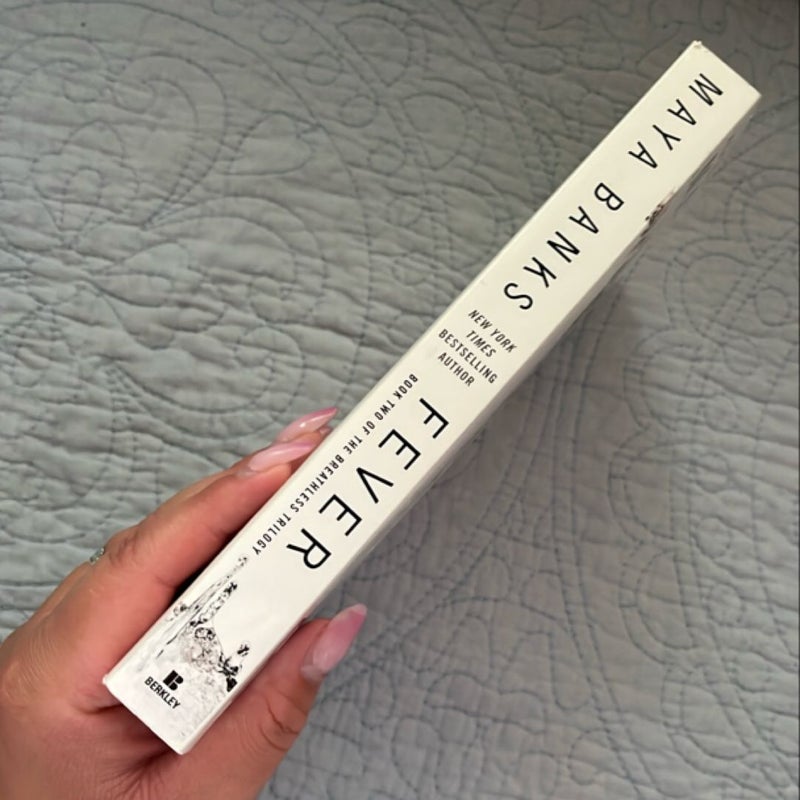 MAYA BANKS
NEW YORK
TIMES
BESTSELLING
AUTHOR
FEVER
BOOK TWO OF THE BREATHLESS TRILOGY
B
BERKLEY